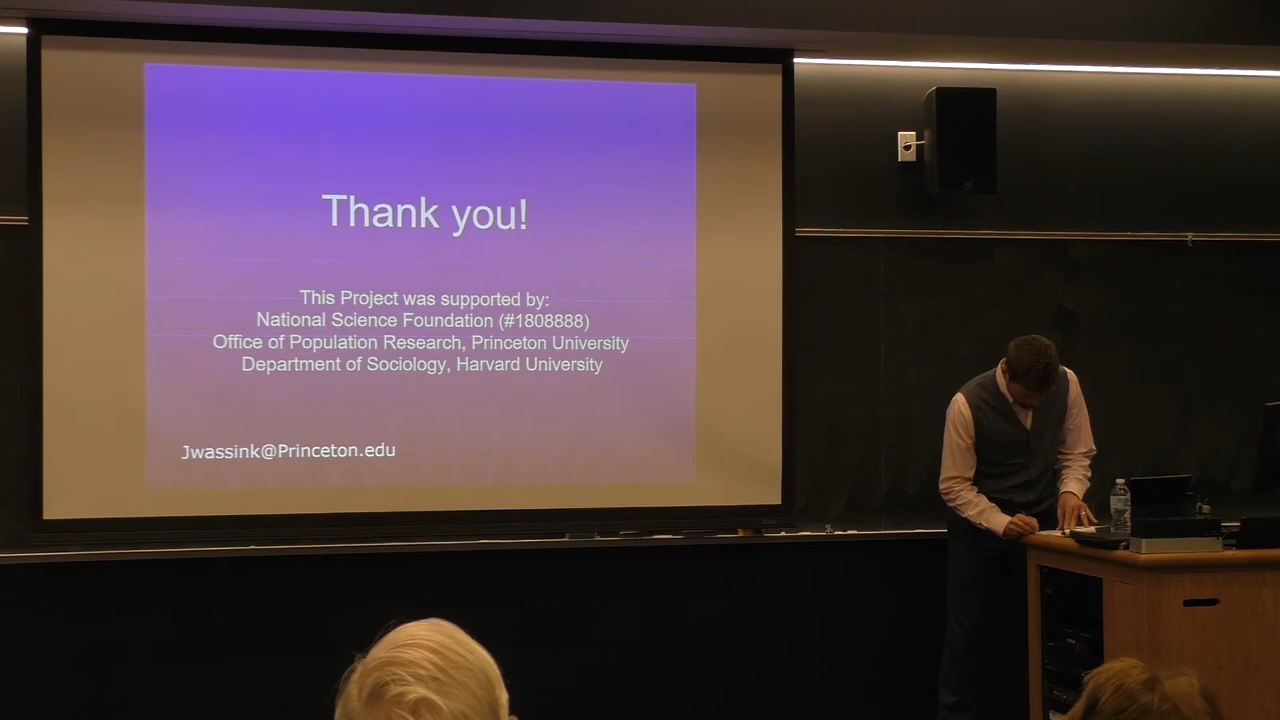 Thank you!
This Project was supported by:
National Science Foundation (#1808888)
Office of Population Research, Princeton University
Department of Sociology, Harvard University
Jwassink@Princeton.edu